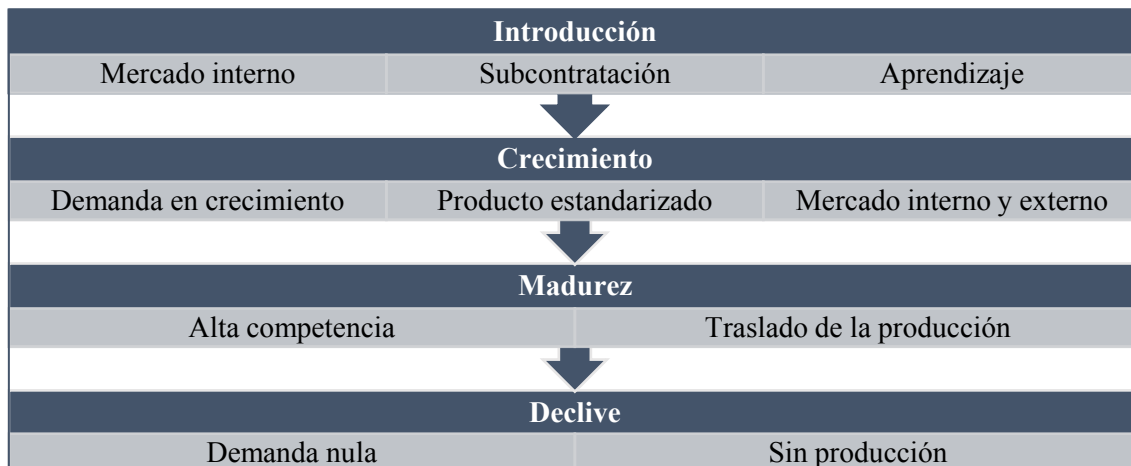 Introducción
Mercado interno Subcontratación Aprendizaje
Crecimiento
Demanda en crecimiento Producto estandarizado Mercado interno y externo
Madurez
Alta competencia Traslado de la producción
Declive
Demanda nula Sin producción